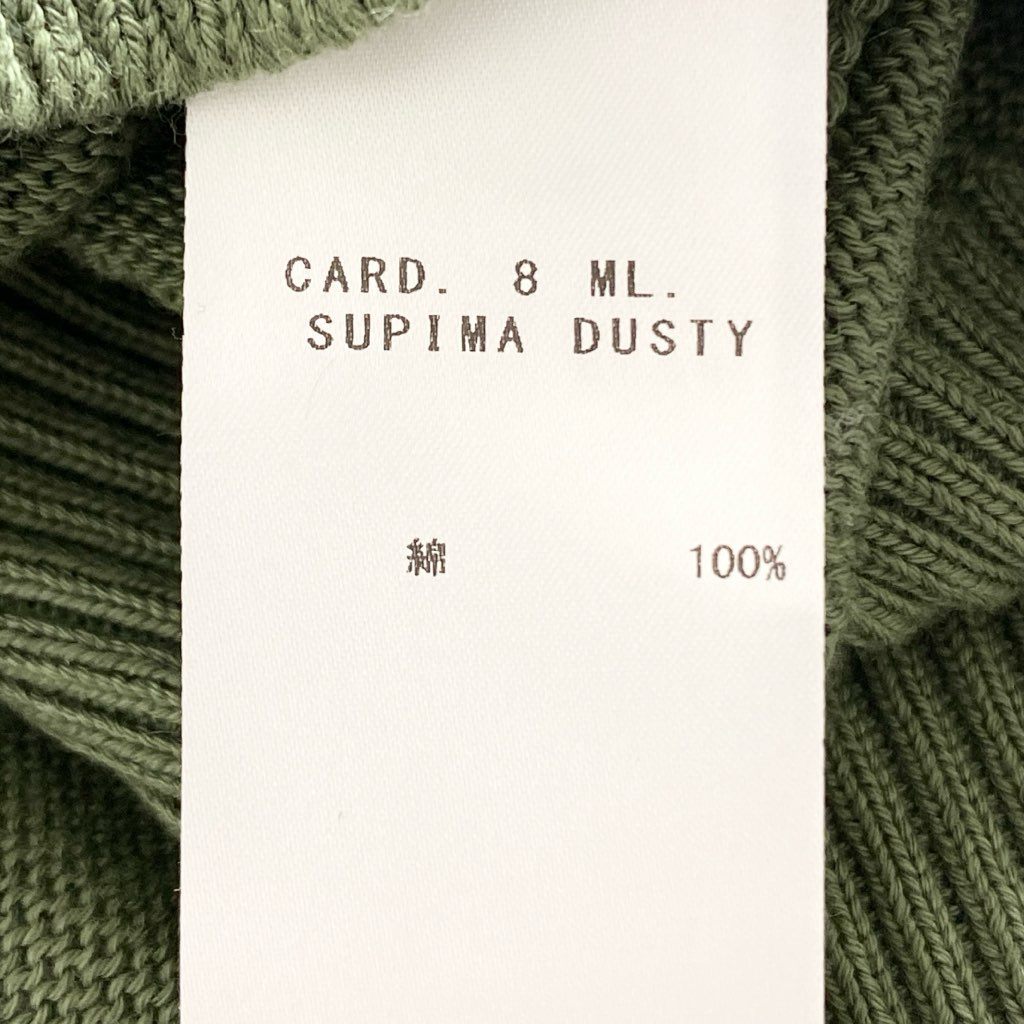 CARD. 8 ML.
SUPIMA DUSTY
綿 100%